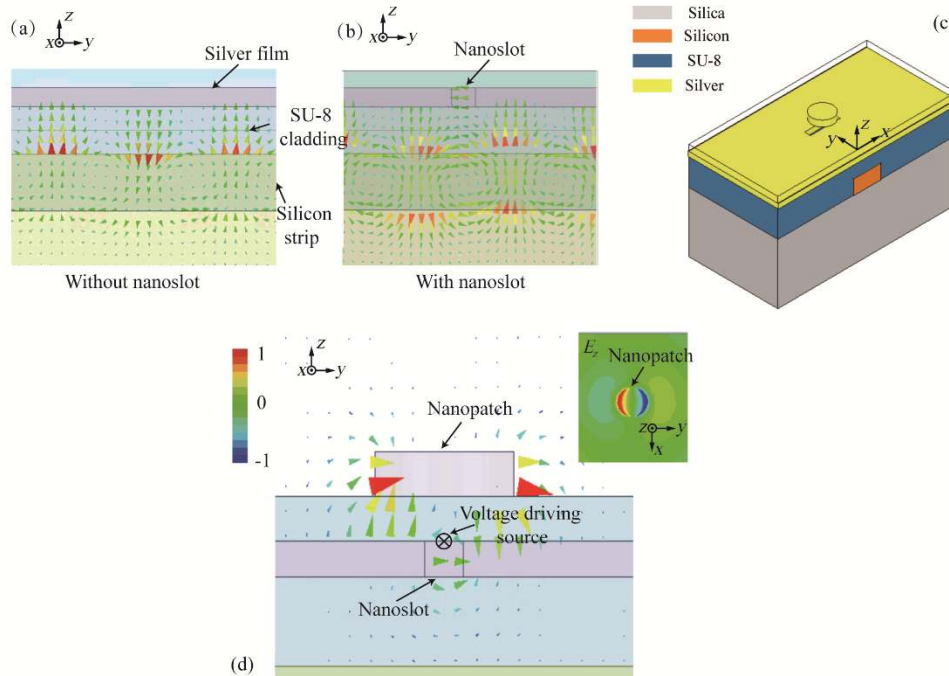 (a)
z
x
y
Silver film
SU-8
cladding
Silicon
strip
Without nanoslot
(b)
z
x
y
Nanoslot
With nanoslot
Silica
Silicon
SU-8
Silver
(c)
z
y
x
1
0
-1
z
x
y
Nanopatch
Voltage driving
source
Nanoslot
(d)
Ez
Nanopatch
z
y
x